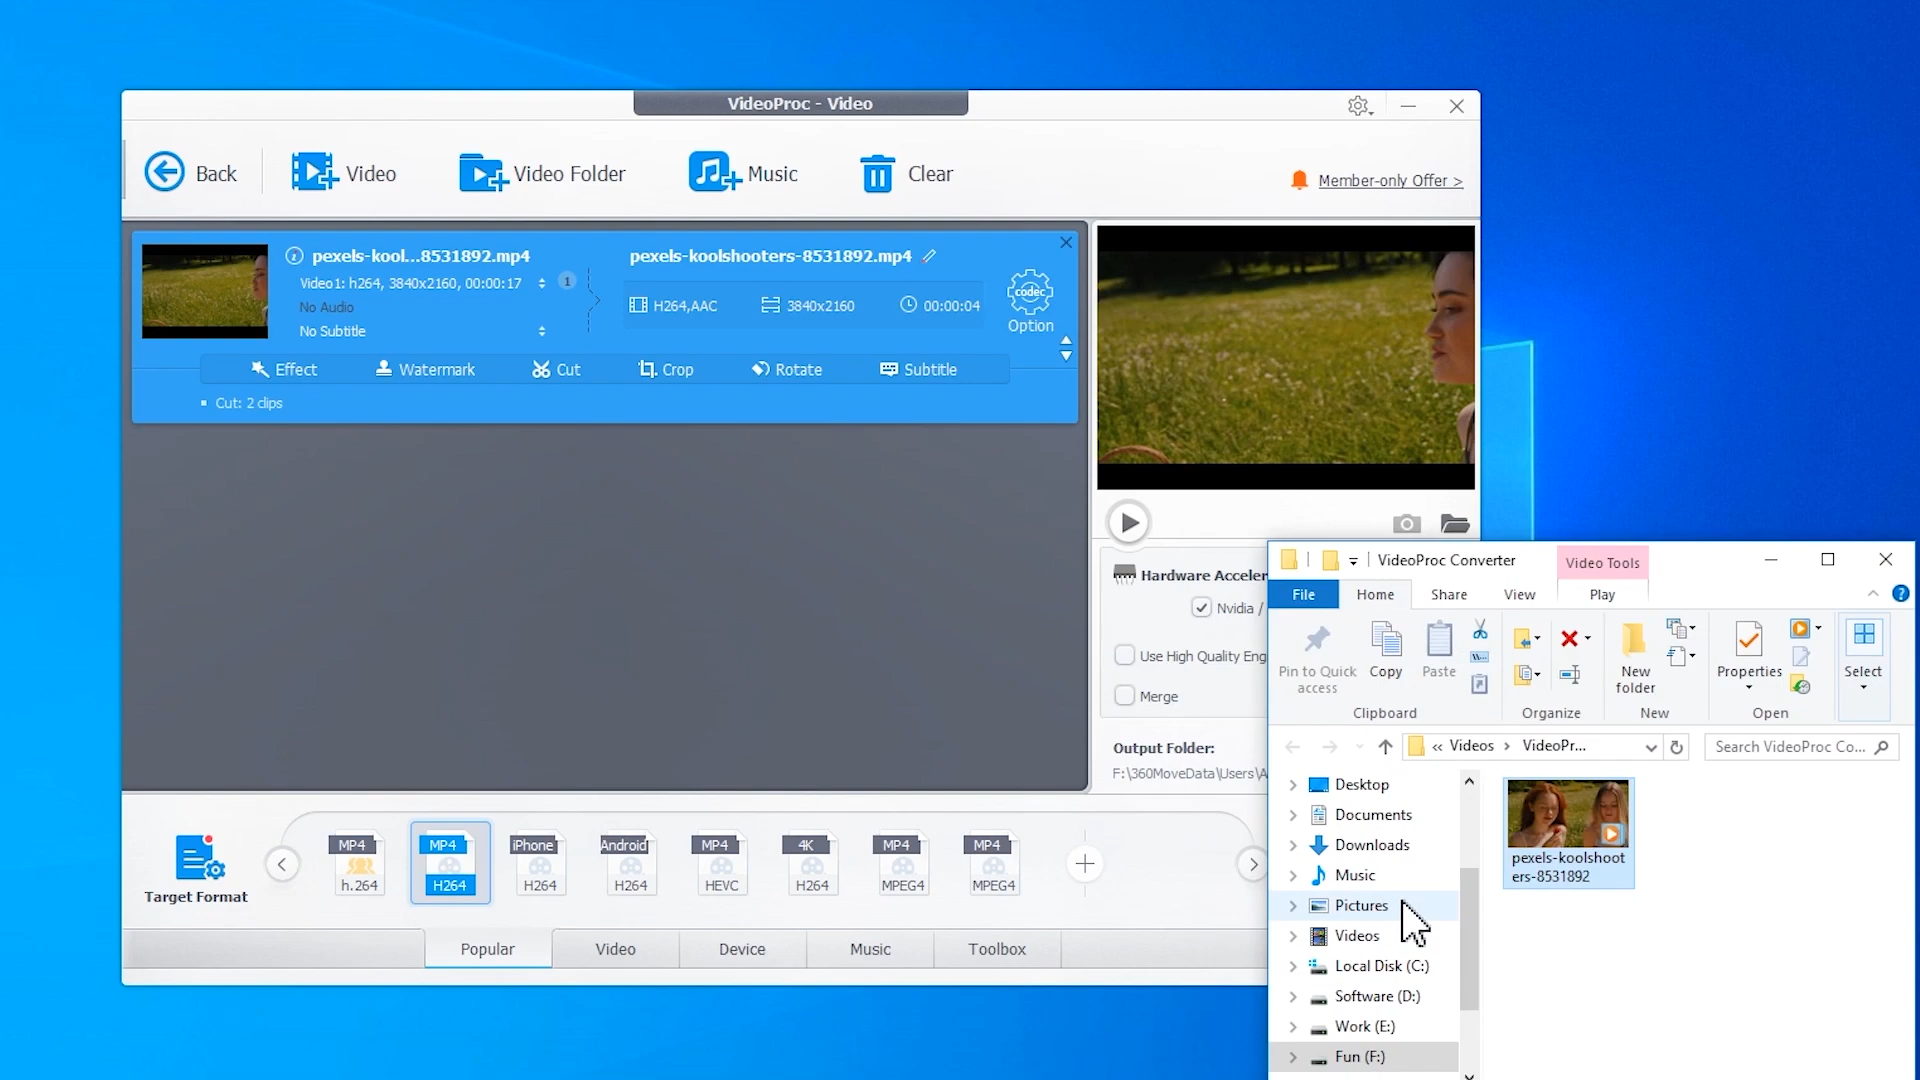 VideoProc - Video
Back
Video
Video Folder
Music
Clear
Member-only Offer >
pexels-kool...8531892.mp4
Video1: h264, 3840x2160, 00:00:17
1
No Audio
No Subtitle
pexels-koolshooters-8531892.mp4
H264,AAC
3840x2160
00:00:04
codec
Option
Effect
Watermark
Cut
Crop
Rotate
Subtitle
Cut: 2 clips
Hardware Acceler
Nvidia /
Use High Quality Eng
Merge
Output Folder:
F:\360MoveData\Users\A
Target Format
MP4
h.264
MP4
H264
iPhone
H264
Android
H264
MP4
HEVC
4K
H264
MP4
MPEG4
MP4
MPEG4
Popular
Video
Device
Music
Toolbox
VideoProc Converter
Video Tools
File
Home
Share
View
Play
Pin to Quick
access
Copy
Paste
New
folder
Properties
Select
Clipboard
Organize
New
Open
« Videos > VideoPr...
Search VideoProc Co...
Desktop
Documents
Downloads
Music
Pictures
Videos
Local Disk (C:)
Software (D:)
Work (E:)
Fun (F:)
pexels-koolshoot
ers-8531892